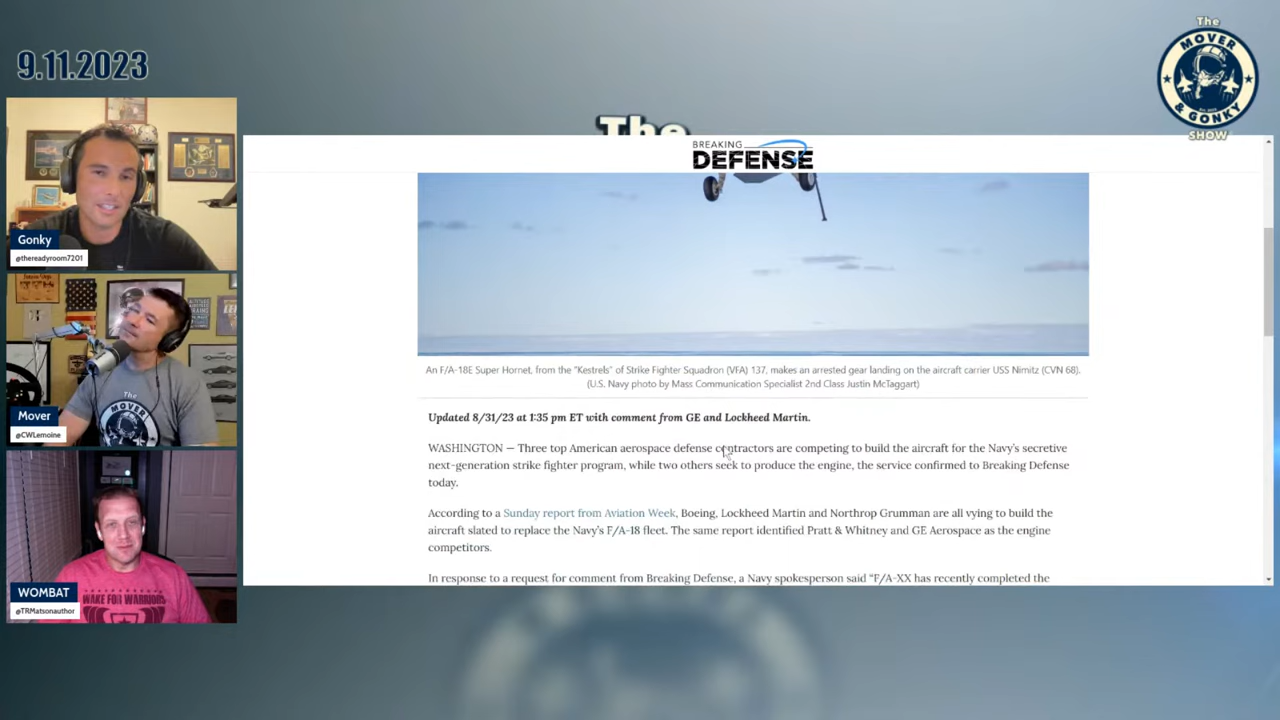 9.11.2023
The
MOVER
& GONKY
SHOW
The
Gonky
@thereadyroom7201
Mover
@CWLemoine
WOMBAT
@TRMatsonauthor
WAKE FOR WARRIORS
BREAKING
DEFENSE
An F/A-18E Super Hornet, from the "Kestrels" of Strike Fighter Squadron (VFA) 137, makes an arrested gear landing on the aircraft carrier USS Nimitz (CVN 68).
(U.S. Navy photo by Mass Communication Specialist 2nd Class Justin McTaggart)
Updated 8/31/23 at 1:35 pm ET with comment from GE and Lockheed Martin.
WASHINGTON — Three top American aerospace defense contractors are competing to build the aircraft for the Navy's secretive
next-generation strike fighter program, while two others seek to produce the engine, the service confirmed to Breaking Defense
today.
According to a Sunday report from Aviation Week, Boeing, Lockheed Martin and Northrop Grumman are all vying to build the
aircraft slated to replace the Navy's F/A-18 fleet. The same report identified Pratt & Whitney and GE Aerospace as the engine
competitors.
In response to a request for comment from Breaking Defense, a Navy spokesperson said "F/A-XX has recently completed the